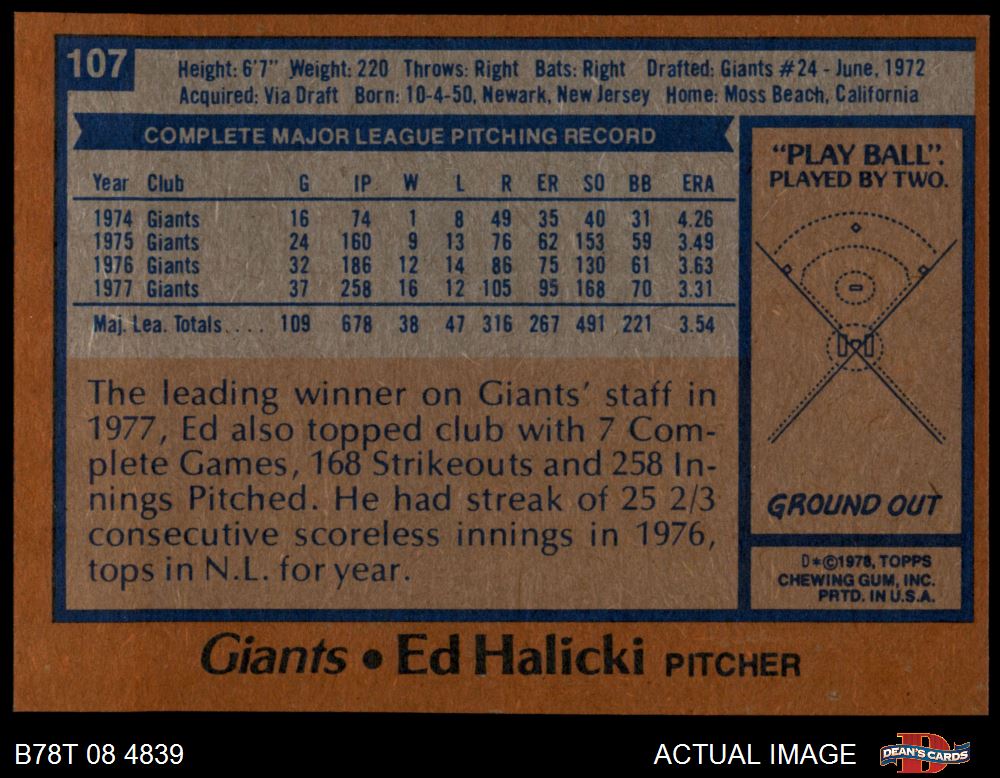 107
Height: 6'7" Weight: 220 Throws: Right Bats: Right Drafted: Giants #24 - June, 1972
Acquired: Via Draft Born: 10-4-50, Newark, New Jersey Home: Moss Beach, California
COMPLETE MAJOR LEAGUE PITCHING RECORD
Year Club G IP W L R ER SO BB ERA
1974 Giants 16 74 1 8 49 35 40 31 4.26
1975 Giants 24 160 9 13 76 62 153 59 3.49
1976 Giants 32 186 12 14 86 75 130 61 3.63
1977 Giants 37 258 16 12 105 95 168 70 3.31
Maj. Lea. Totals.... 109 678 38 47 316 267 491 221 3.54
The leading winner on Giants' staff in
1977, Ed also topped club with 7 Com-
plete Games, 168 Strikeouts and 258 In-
nings Pitched. He had streak of 25 2/3
consecutive scoreless innings in 1976,
tops in N.L. for year.
"PLAY BALL".
PLAYED BY TWO.
GROUND OUT
D*©1978, TOPPS
CHEWING GUM, INC.
PRTD. IN U.S.A.
Giants • Ed Halicki PITCHER
B78T 08 4839
ACTUAL IMAGE
DEAN'S CARDS